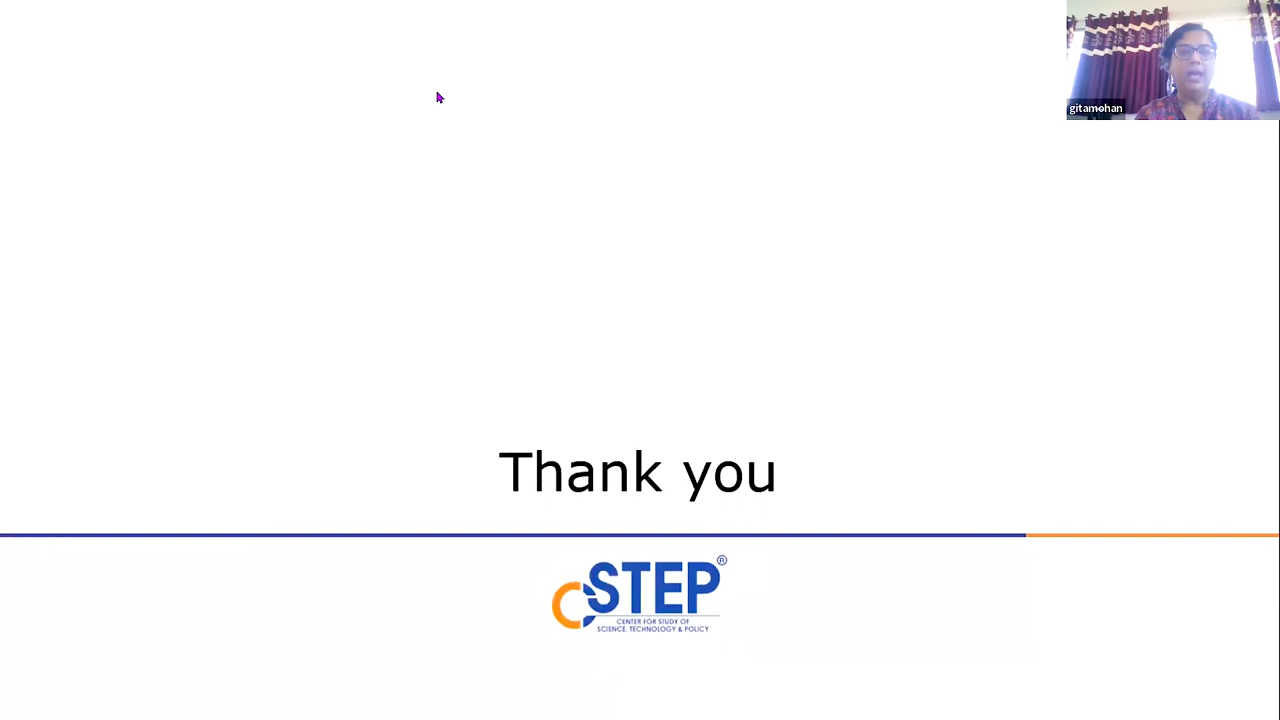 gitamohan
Thank you
CSTEP®
CENTER FOR STUDY OF
SCIENCE, TECHNOLOGY & POLICY